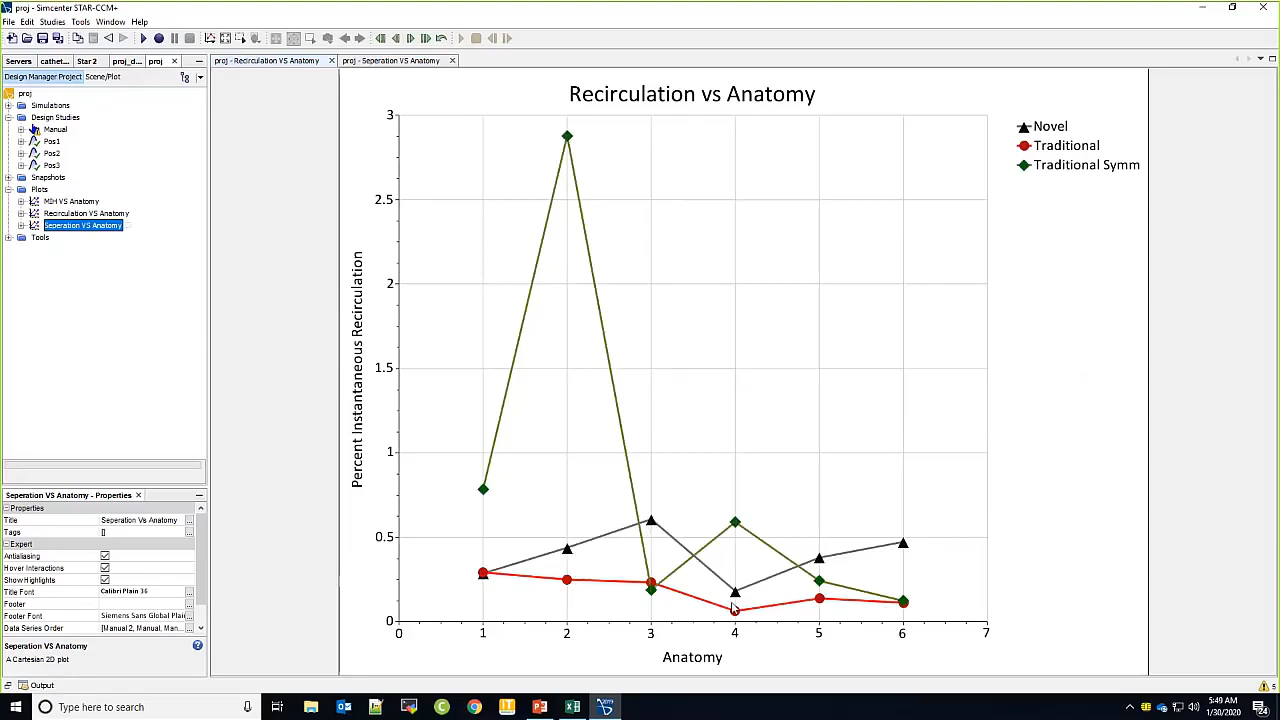 proj - Simcenter STAR-CCM+
File Edit Studies Tools Window Help
Servers cathet... Star 2 proj_d... proj
proj - Recirculation VS Anatomy
proj - Seperation VS Anatomy
Design Manager Project Scene/Plot
proj
Simulations
Design Studies
Manual
Pos1
Pos2
Pos3
Snapshots
Plots
MIH VS Anatomy
Recirculation VS Anatomy
Seperation VS Anatomy
Tools
Seperation VS Anatomy - Properties
Properties
Title Seperation Vs Anatomy
Tags []
Expert
Antialiasing
Hover Interactions
Show Highlights
Title Font Calibri Plain 36
Footer
Footer Font Siemens Sans Global Plai...
Data Series Order [Manual 2, Manual, Man...
Seperation VS Anatomy
A Cartesian 2D plot
Output
Recirculation vs Anatomy
Novel
Traditional
Traditional Symm
Percent Instantaneous Recirculation
3
2.5
2
1.5
1
0.5
0
0 1 2 3 4 5 6 7
Anatomy
5
Type here to search
5:49 AM
1/30/2020